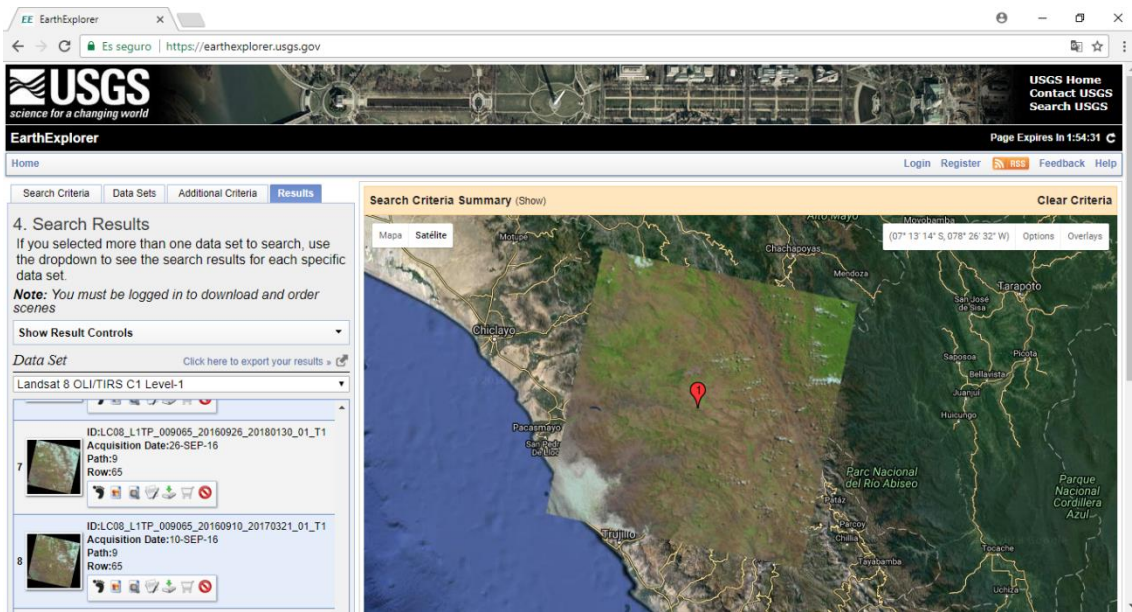 EE EarthExplorer
Es seguro | https://earthexplorer.usgs.gov
USGS
science for a changing world
USGS Home
Contact USGS
Search USGS
EarthExplorer
Page Expires In 1:54:31
Home
Login Register RSS Feedback Help
Search Criteria Data Sets Additional Criteria Results
4. Search Results
If you selected more than one data set to search, use
the dropdown to see the search results for each specific
data set.
Note: You must be logged in to download and order
scenes
Show Result Controls
Data Set
Click here to export your results »
Landsat 8 OLI/TIRS C1 Level-1
7
ID:LC08_L1TP_009065_20160926_20180130_01_T1
Acquisition Date:26-SEP-16
Path:9
Row:65
8
ID:LC08_L1TP_009065_20160910_20170321_01_T1
Acquisition Date:10-SEP-16
Path:9
Row:65
Search Criteria Summary (Show)
Clear Criteria
Mapa Satélite
(07° 13' 14" S, 078° 26' 32" W) Options Overlays
Alto Mayo
Moyobamba
Motupe
Chachapoyas
Mendoza
Tarapoto
San José
de Sisa
Chiclayo
Saposoa
Picota
Bellavista
Juanjui
Huicungo
1
Pacasmayo
San Pedro
De Lloc
Parc Nacional
del Río Abiseo
Parque
Nacional
Cordillera
Azul
Pataz
Parcoy
Chillia
Trujillo
Tayabamba
Tocache
Uchiza